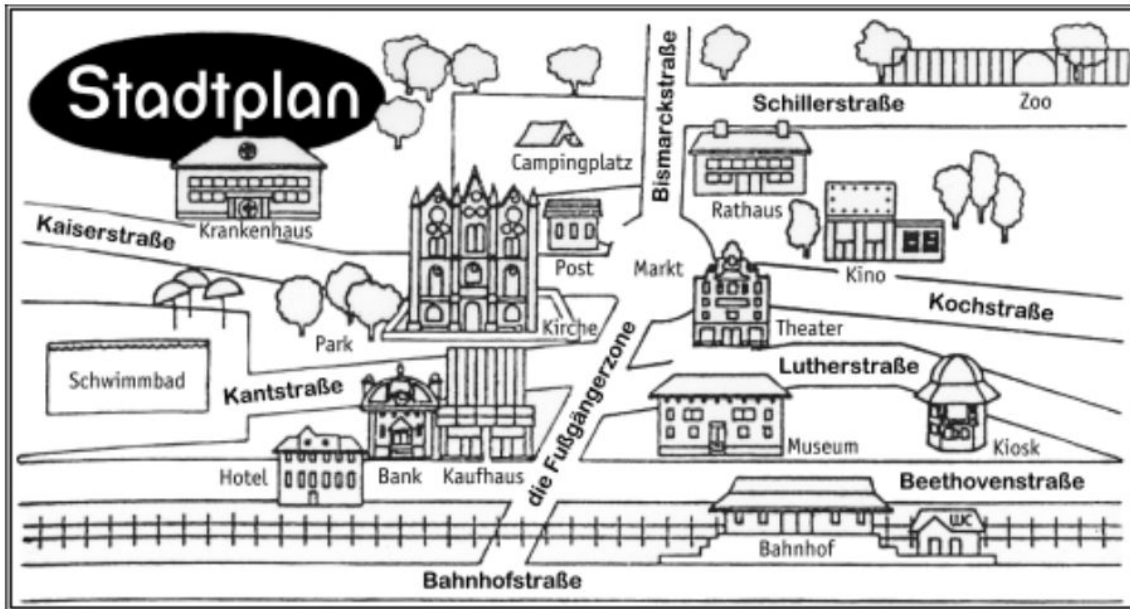 Stadtplan
Bismarckstraße
Schillerstraße
Zoo
Campingplatz
Rathaus
Kaiserstraße
Krankenhaus
Post
Markt
Kino
Kochstraße
Kirche
Theater
Park
Schwimmbad
Kantstraße
Lutherstraße
die Fußgängerzone
Museum
Kiosk
Hotel
Bank
Kaufhaus
Beethovenstraße
WC
Bahnhof
Bahnhofstraße